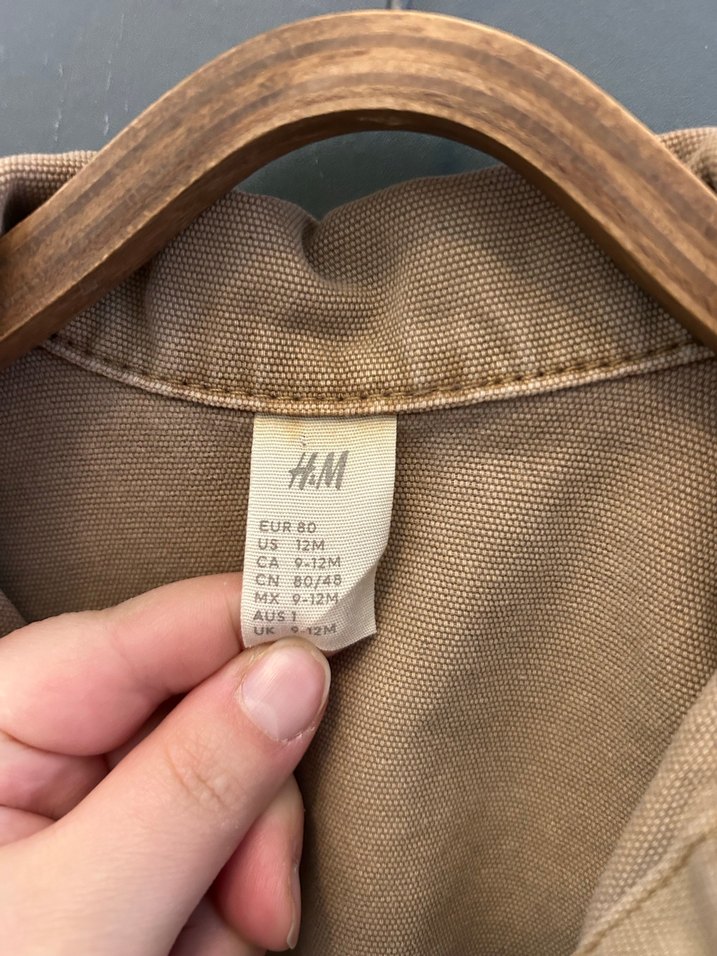 H&M
EUR 80
US 12M
CA 9-12M
CN 80/48
MX 9-12M
AUS 1
UK 9-12M